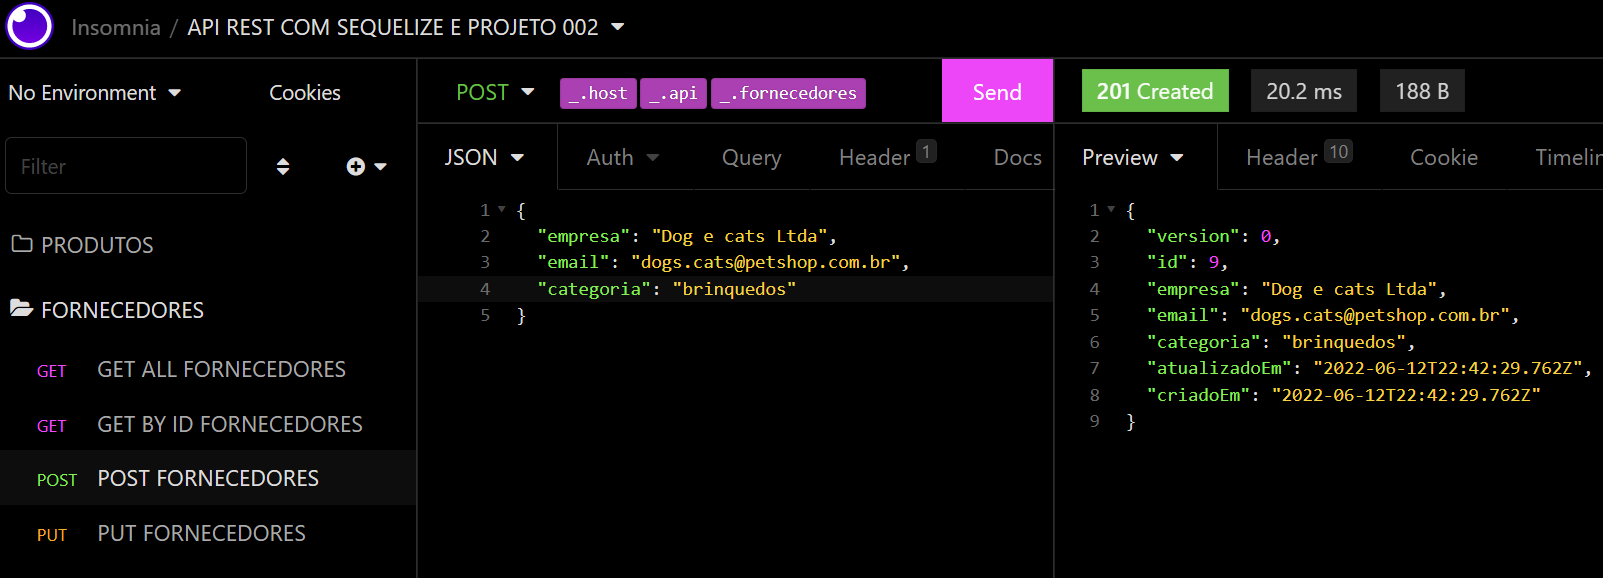 Insomnia / API REST COM SEQUELIZE E PROJETO 002
No Environment
Cookies
Filter
PRODUTOS
FORNECEDORES
GET GET ALL FORNECEDORES
GET GET BY ID FORNECEDORES
POST POST FORNECEDORES
PUT PUT FORNECEDORES
POST _.host _.api _.fornecedores Send
JSON Auth Query Header 1 Docs
1 {
2 "empresa": "Dog e cats Ltda",
3 "email": "dogs.cats@petshop.com.br",
4 "categoria": "brinquedos"
5 }
201 Created 20.2 ms 188 B
Preview Header 10 Cookie Timelin
1 {
2 "version": 0,
3 "id": 9,
4 "empresa": "Dog e cats Ltda",
5 "email": "dogs.cats@petshop.com.br",
6 "categoria": "brinquedos",
7 "atualizadoEm": "2022-06-12T22:42:29.762Z",
8 "criadoEm": "2022-06-12T22:42:29.762Z"
9 }